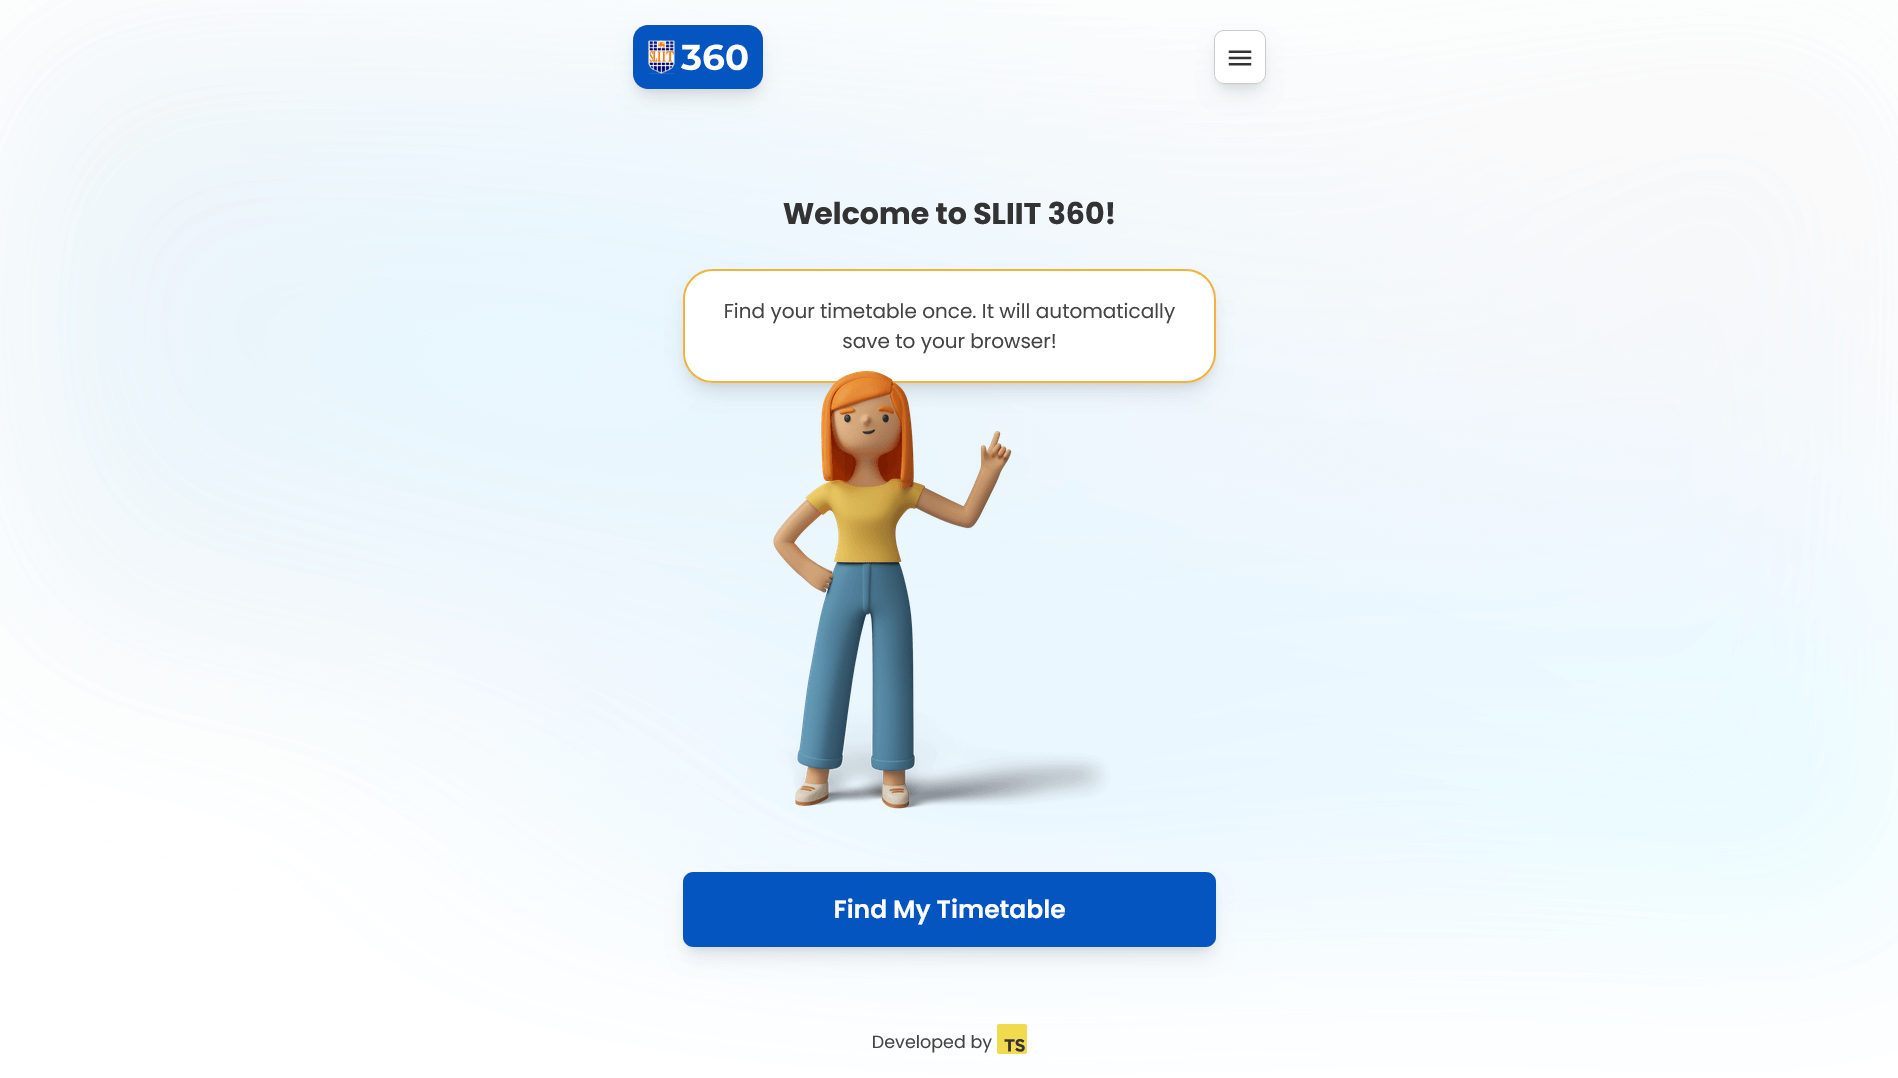 SLIIT 360
Welcome to SLIIT 360!
Find your timetable once. It will automatically
save to your browser!
Find My Timetable
Developed by TS